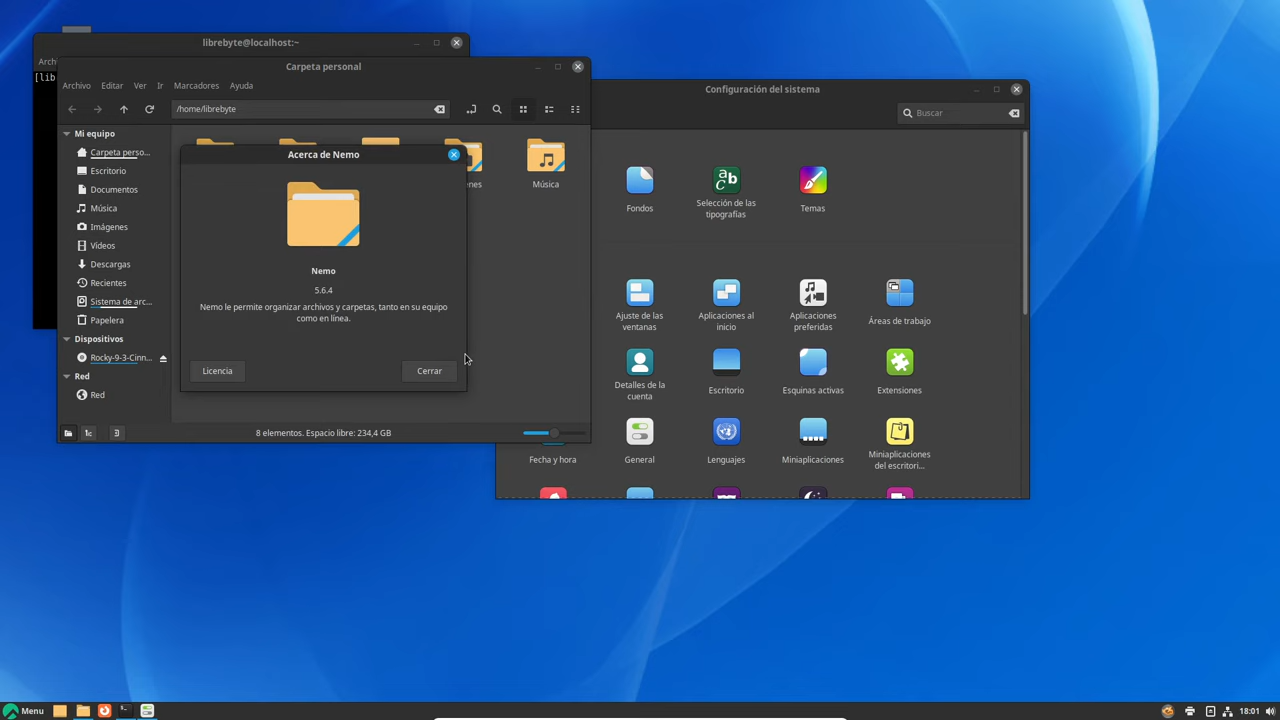 librebyte@localhost:~
Arch
[lib
Carpeta personal
Archivo Editar Ver Ir Marcadores Ayuda
/home/librebyte
Mi equipo
Carpeta perso...
Escritorio
Documentos
Música
Imágenes
Vídeos
Descargas
Recientes
Sistema de arc...
Papelera
Dispositivos
Rocky-9-3-Cinn...
Red
Red
enes
Música
8 elementos. Espacio libre: 234,4 GB
Acerca de Nemo
Nemo
5.6.4
Nemo le permite organizar archivos y carpetas, tanto en su equipo
como en línea.
Licencia
Cerrar
Configuración del sistema
Buscar
Fondos
Selección de las
tipografías
Temas
Ajuste de las
ventanas
Aplicaciones al
inicio
Aplicaciones
preferidas
Áreas de trabajo
Detalles de la
cuenta
Escritorio
Esquinas activas
Extensiones
Fecha y hora
General
Lenguajes
Miniaplicaciones
Miniaplicaciones
del escritori...
Menu
18:01